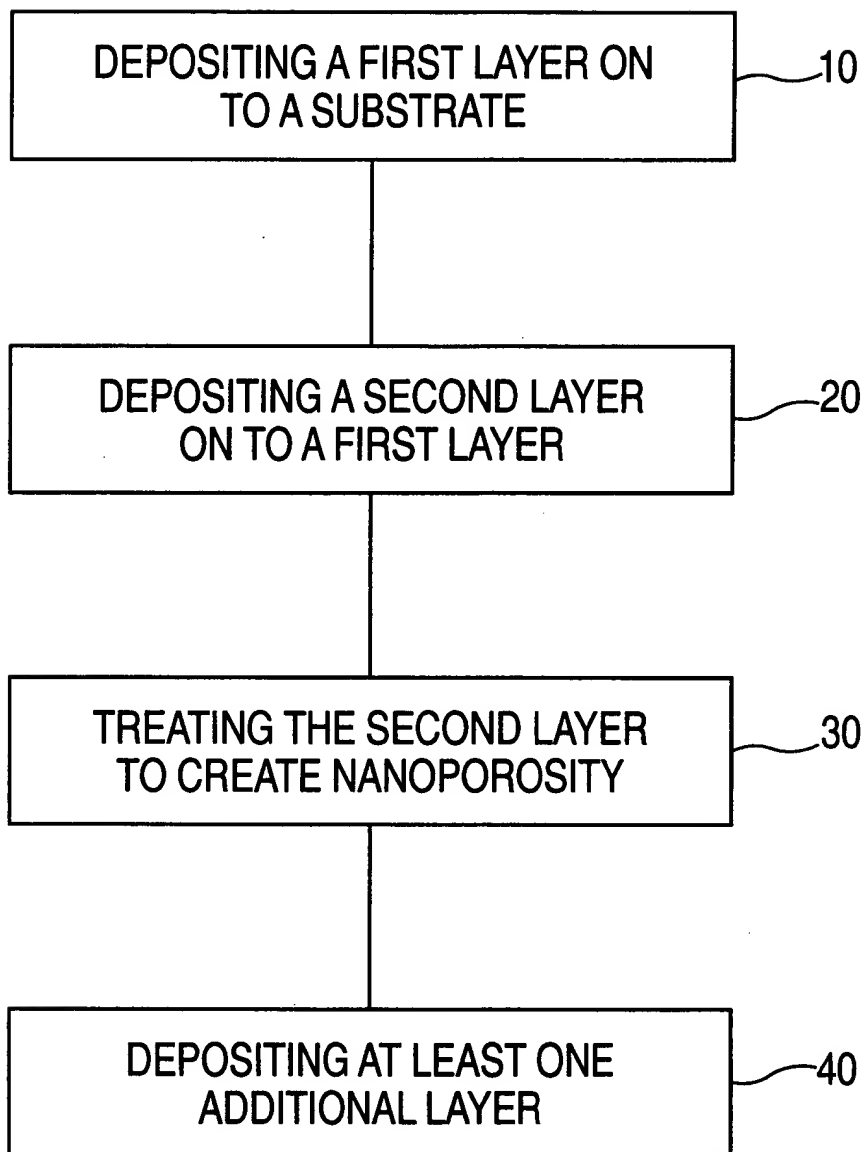 DEPOSITING A FIRST LAYER ON
TO A SUBSTRATE
10
DEPOSITING A SECOND LAYER
ON TO A FIRST LAYER
20
TREATING THE SECOND LAYER
TO CREATE NANOPOROSITY
30
DEPOSITING AT LEAST ONE
ADDITIONAL LAYER
40